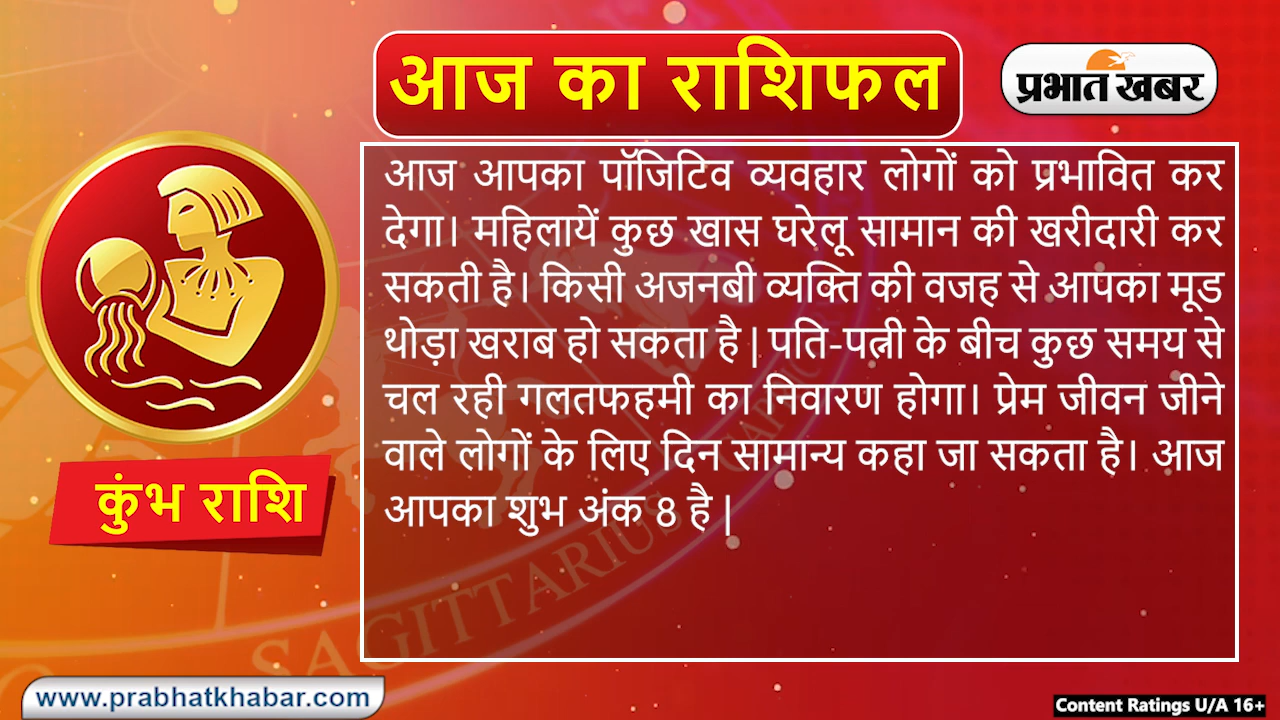 आज का राशिफल
प्रभात खबर
आज आपका पॉजिटिव व्यवहार लोगों को प्रभावित कर
देगा। महिलायें कुछ खास घरेलू सामान की खरीदारी कर
सकती है। किसी अजनबी व्यक्ति की वजह से आपका मूड
थोड़ा खराब हो सकता है | पति-पत्नी के बीच कुछ समय से
चल रही गलतफहमी का निवारण होगा। प्रेम जीवन जीने
वाले लोगों के लिए दिन सामान्य कहा जा सकता है। आज
आपका शुभ अंक 8 है |
कुंभ राशि
SAGITTARIUS
www.prabhatkhabar.com
Content Ratings U/A 16+